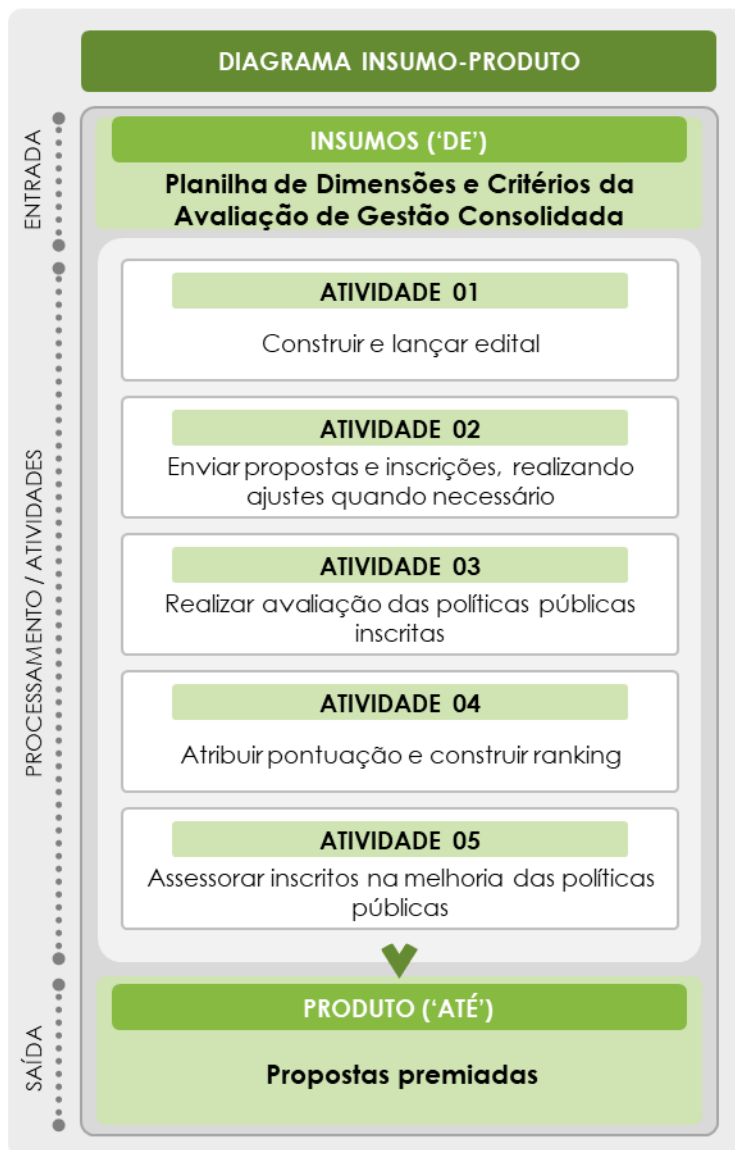 DIAGRAMA INSUMO-PRODUTO
ENTRADA
INSUMOS (‘DE’)
Planilha de Dimensões e Critérios da
Avaliação de Gestão Consolidada
PROCESSAMENTO / ATIVIDADES
ATIVIDADE 01
Construir e lançar edital
ATIVIDADE 02
Enviar propostas e inscrições, realizando
ajustes quando necessário
ATIVIDADE 03
Realizar avaliação das políticas públicas
inscritas
ATIVIDADE 04
Atribuir pontuação e construir ranking
ATIVIDADE 05
Assessorar inscritos na melhoria das políticas
públicas
SAÍDA
PRODUTO (‘ATÉ’)
Propostas premiadas